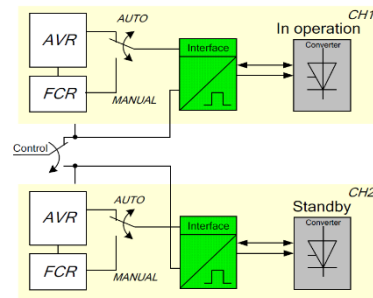 CH1
In operation
AVR
AUTO
Interface
Converter
FCR
MANUAL
Control
CH2
Standby
AVR
AUTO
Interface
Converter
FCR
MANUAL